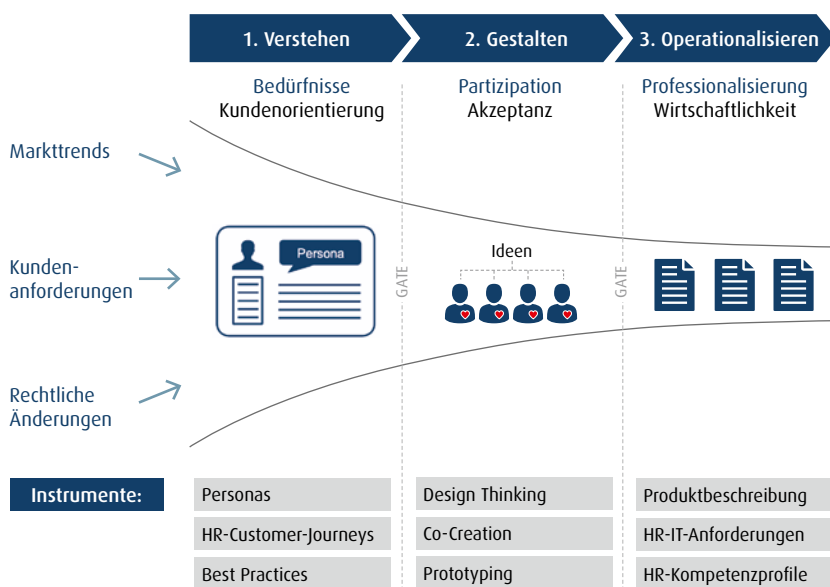 1. Verstehen
2. Gestalten
3. Operationalisieren
Bedürfnisse
Kundenorientierung
Partizipation
Akzeptanz
Professionalisierung
Wirtschaftlichkeit
Markttrends
Kunden-
anforderungen
Rechtliche
Änderungen
Persona
GATE
Ideen
GATE
Instrumente:
Personas
Design Thinking
Produktbeschreibung
HR-Customer-Journeys
Co-Creation
HR-IT-Anforderungen
Best Practices
Prototyping
HR-Kompetenzprofile